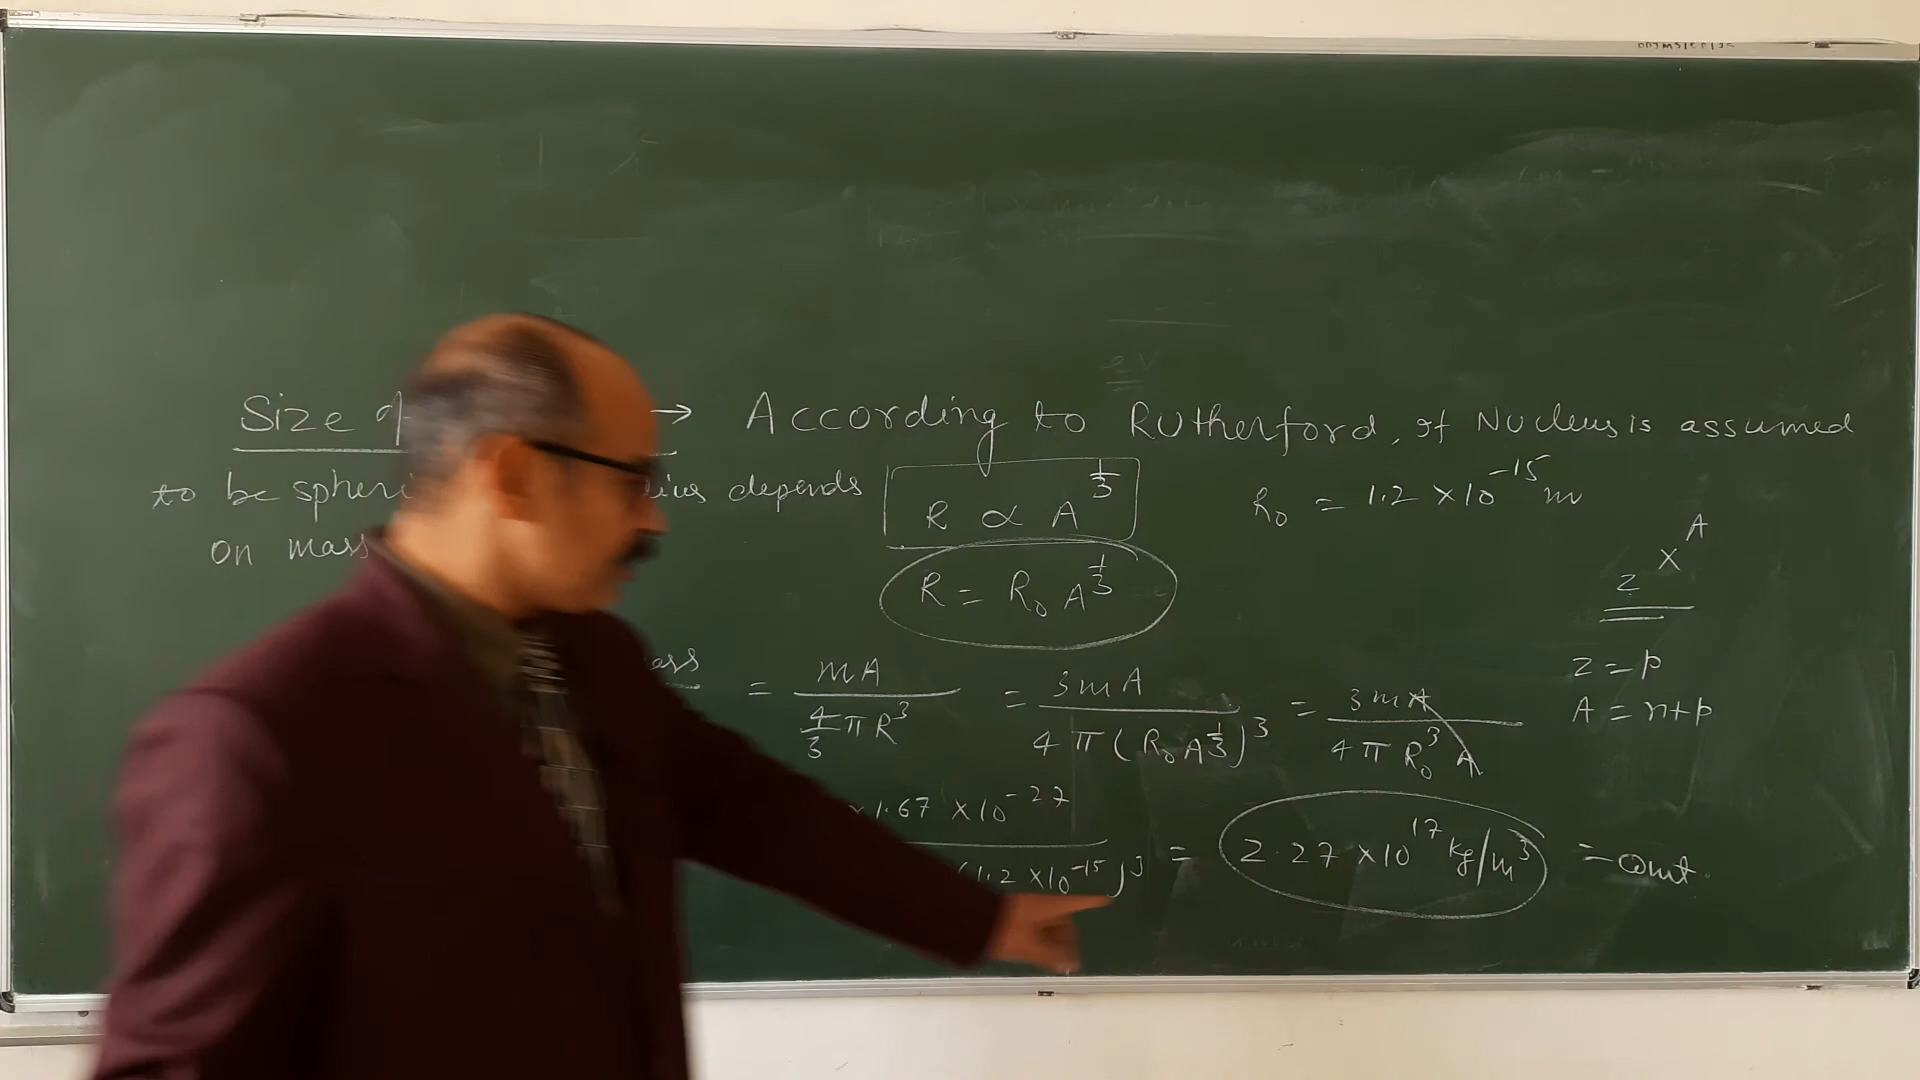 Size of → According to Rutherford, if Nucleus is assumed
to be spheri depends R ∝ A^{1/3} R₀ = 1.2 × 10^{-15} m
on mass R = R₀ A^{1/3} z X^A
= mA / (4/3 π R³) = 3mA / 4π(R₀A^{1/3})³ = 3mA / 4πR₀³A
z = p
A = n+p
× 1.67 × 10^{-27} / (1.2 × 10^{-15})³ = 2.27 × 10^{17} kg/m³ = const.